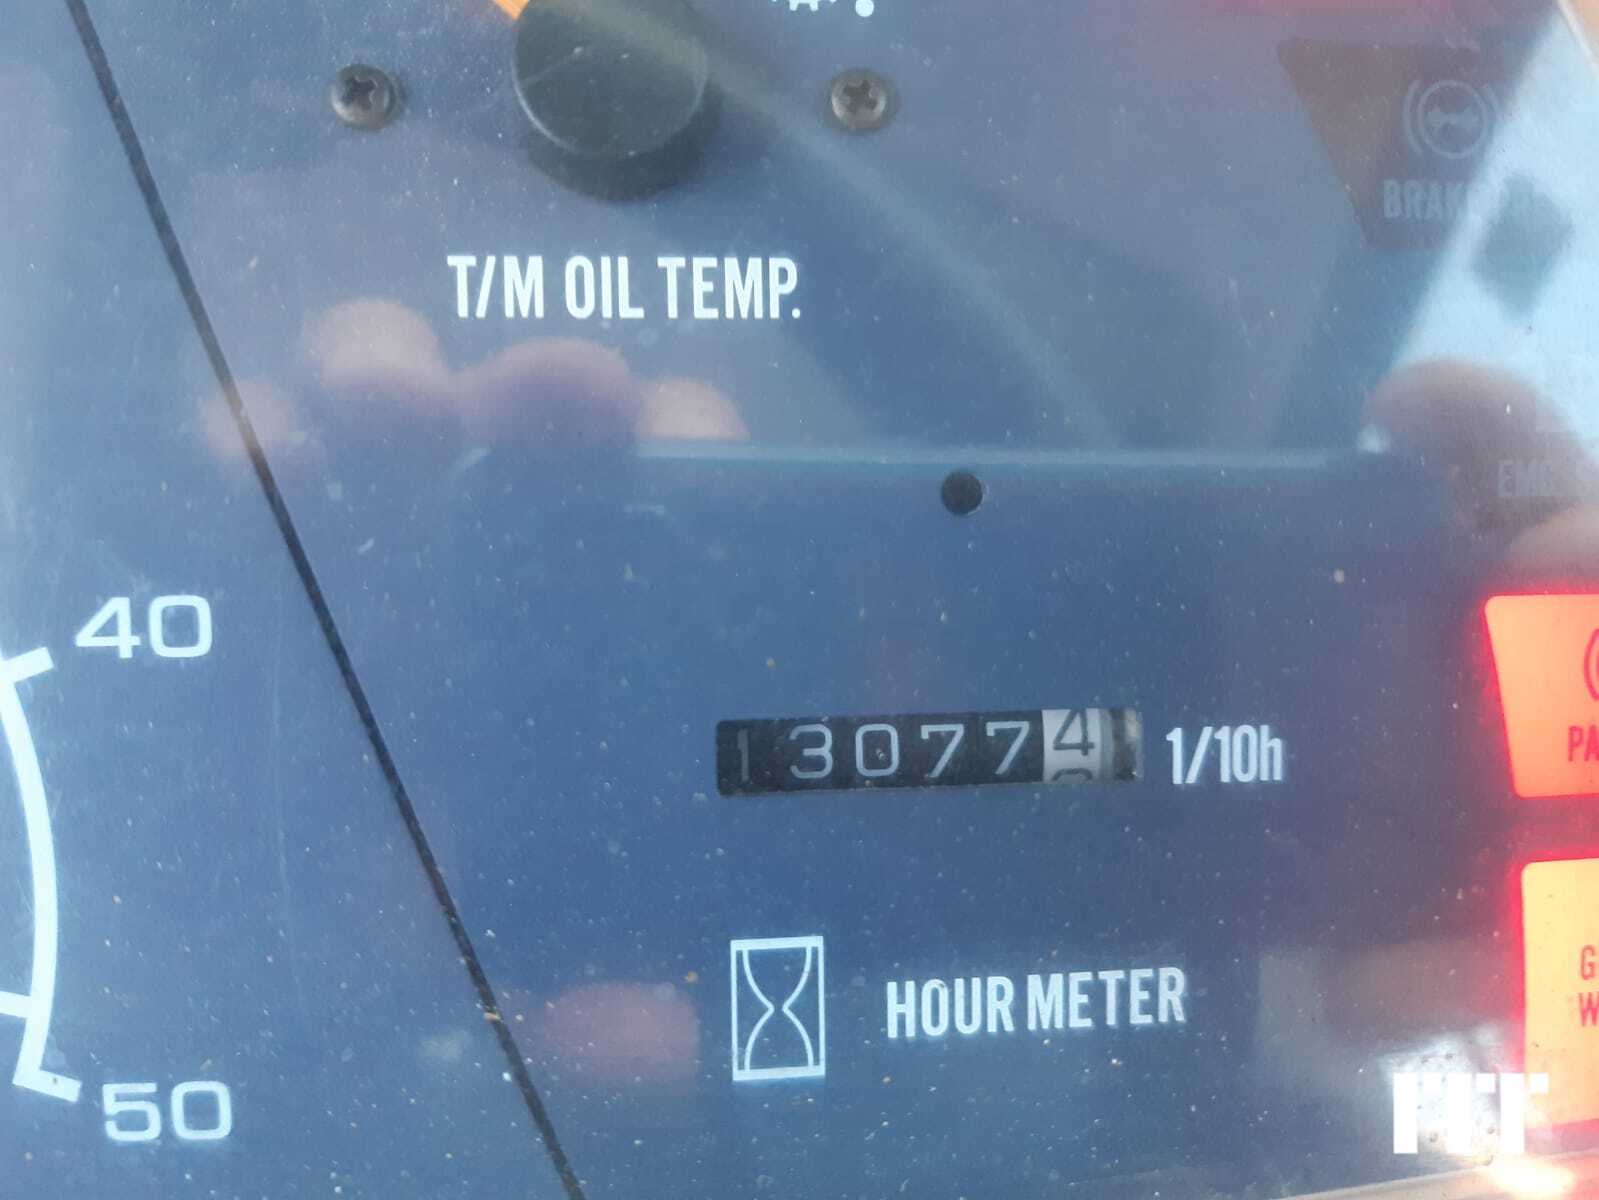 T/M OIL TEMP.
40
130774
1/10h
HOUR METER
50